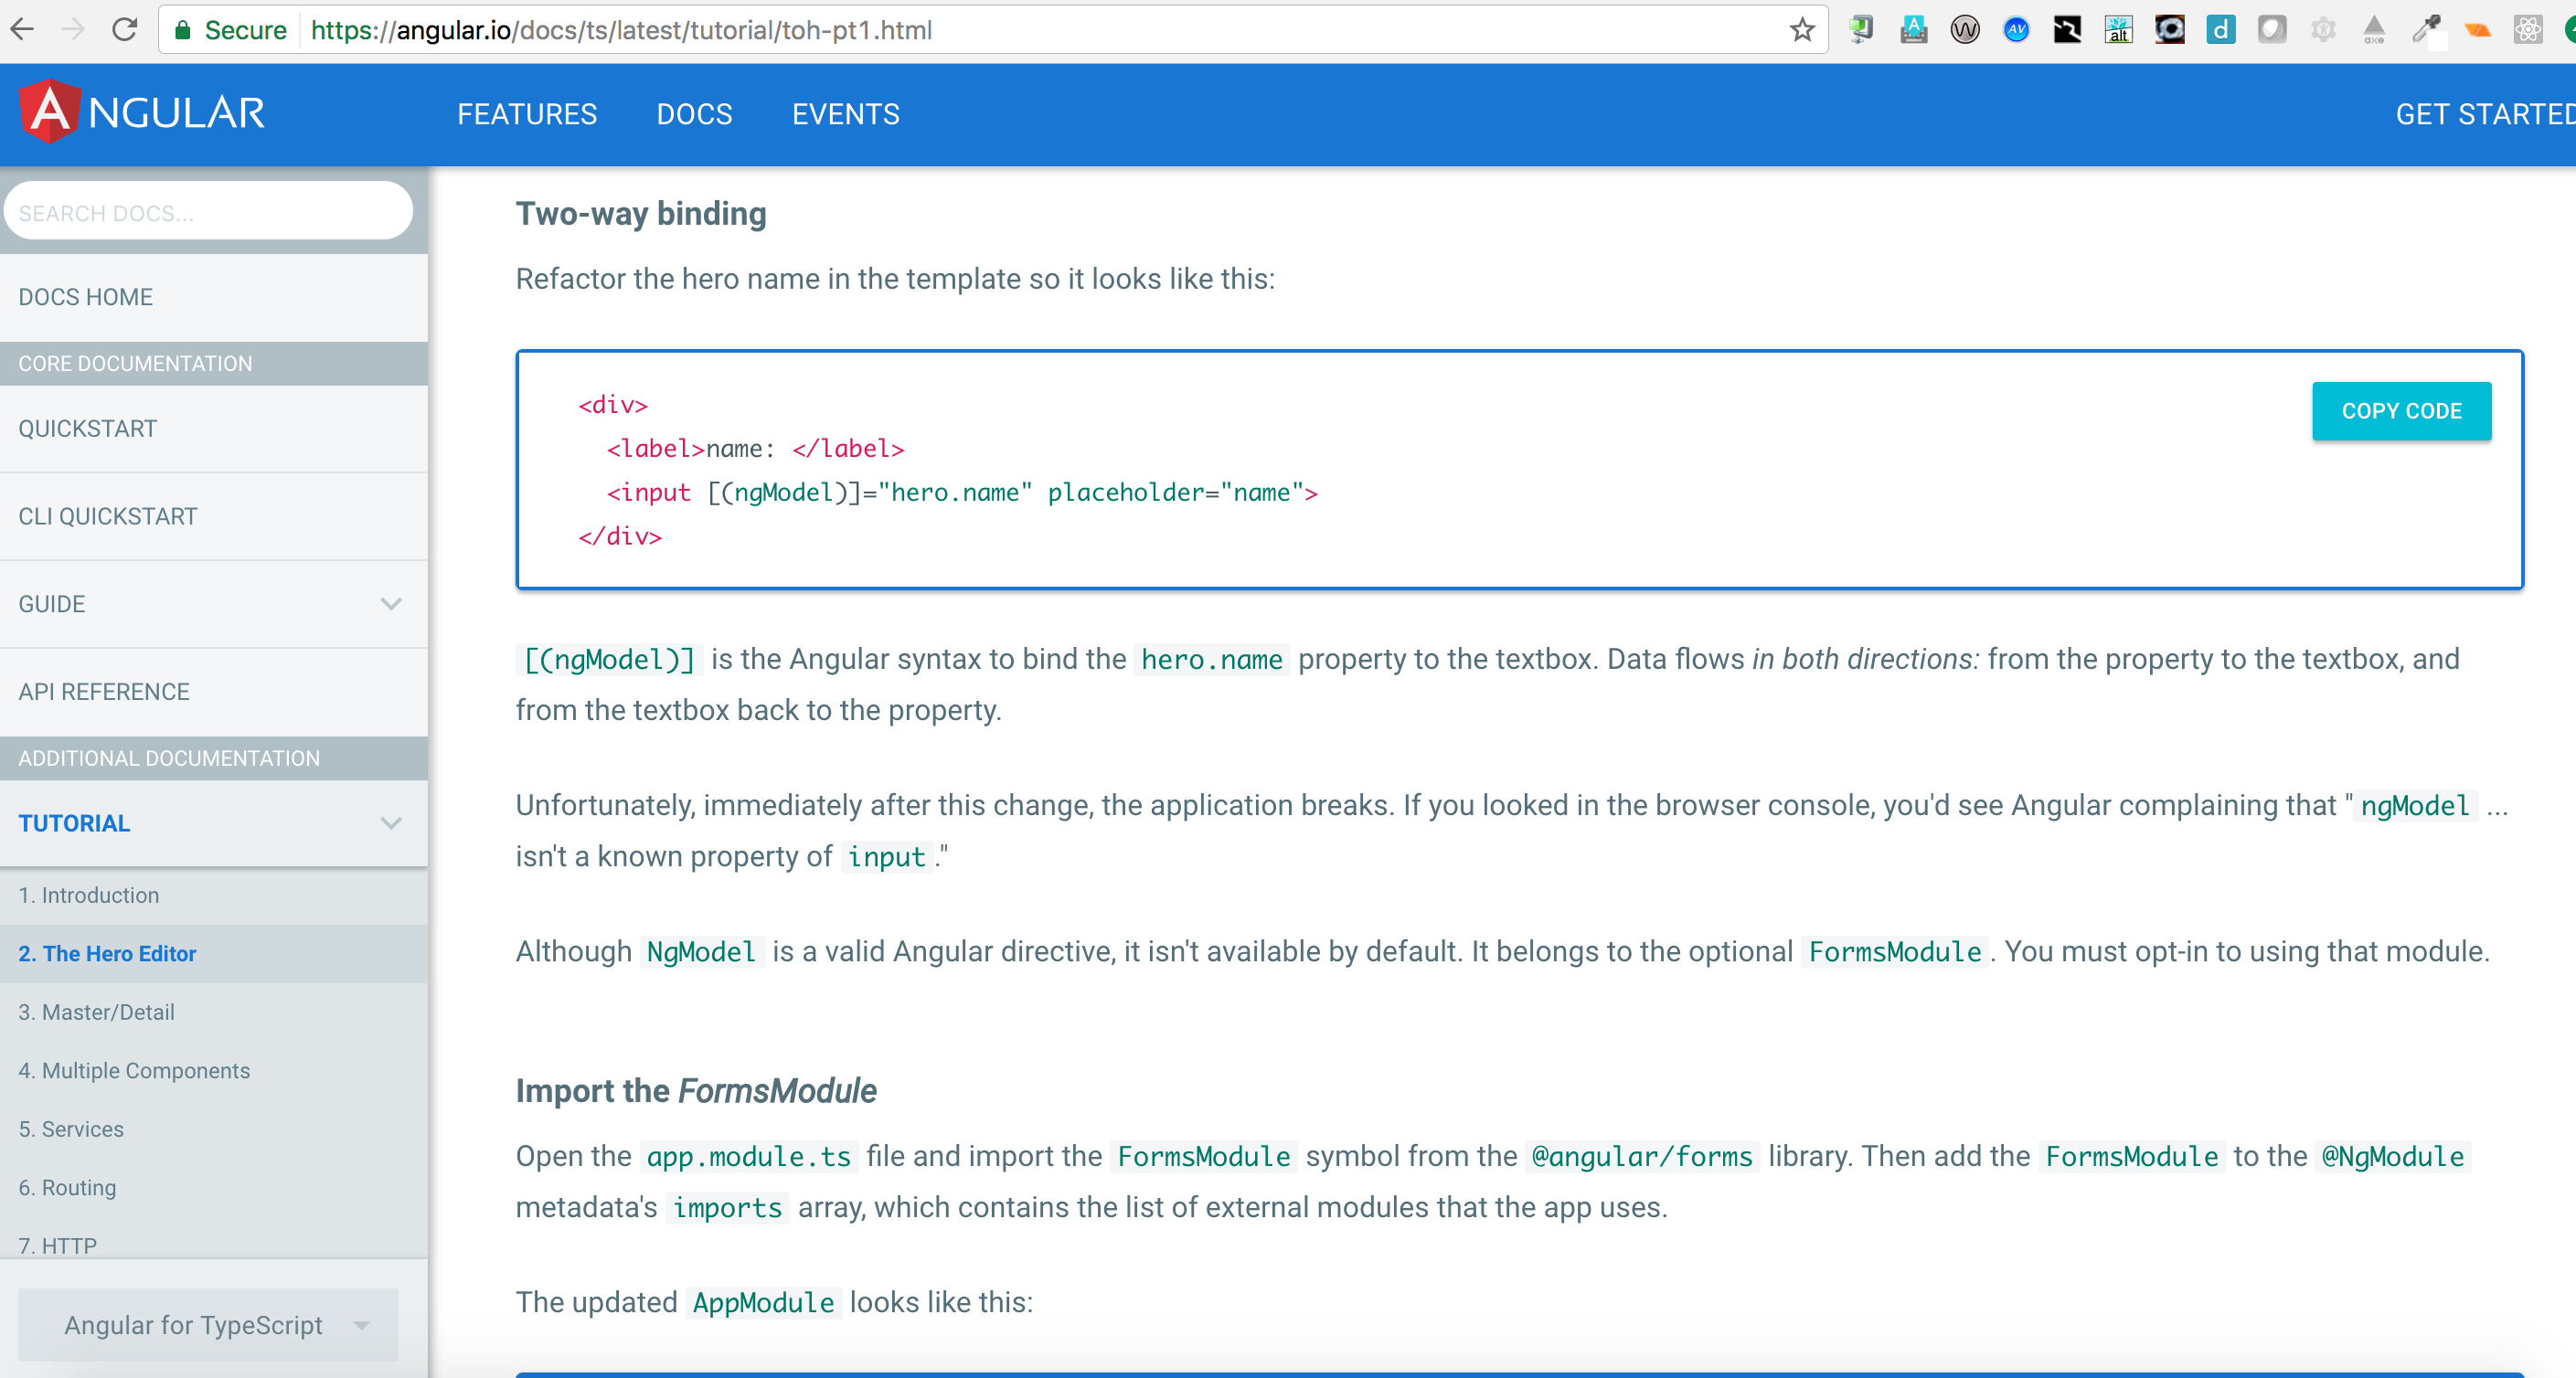 Secure https://angular.io/docs/ts/latest/tutorial/toh-pt1.html
A AV alt d axe
ANGULAR FEATURES DOCS EVENTS GET STARTED
SEARCH DOCS...
DOCS HOME
CORE DOCUMENTATION
QUICKSTART
CLI QUICKSTART
GUIDE
API REFERENCE
ADDITIONAL DOCUMENTATION
TUTORIAL
1. Introduction
2. The Hero Editor
3. Master/Detail
4. Multiple Components
5. Services
6. Routing
7. HTTP
Angular for TypeScript
Two-way binding
Refactor the hero name in the template so it looks like this:
<div>
<label>name: </label>
<input [(ngModel)]="hero.name" placeholder="name">
</div>
COPY CODE
[(ngModel)] is the Angular syntax to bind the hero.name property to the textbox. Data flows in both directions: from the property to the textbox, and
from the textbox back to the property.
Unfortunately, immediately after this change, the application breaks. If you looked in the browser console, you'd see Angular complaining that "ngModel ...
isn't a known property of input."
Although NgModel is a valid Angular directive, it isn't available by default. It belongs to the optional FormsModule. You must opt-in to using that module.
Import the FormsModule
Open the app.module.ts file and import the FormsModule symbol from the @angular/forms library. Then add the FormsModule to the @NgModule
metadata's imports array, which contains the list of external modules that the app uses.
The updated AppModule looks like this: